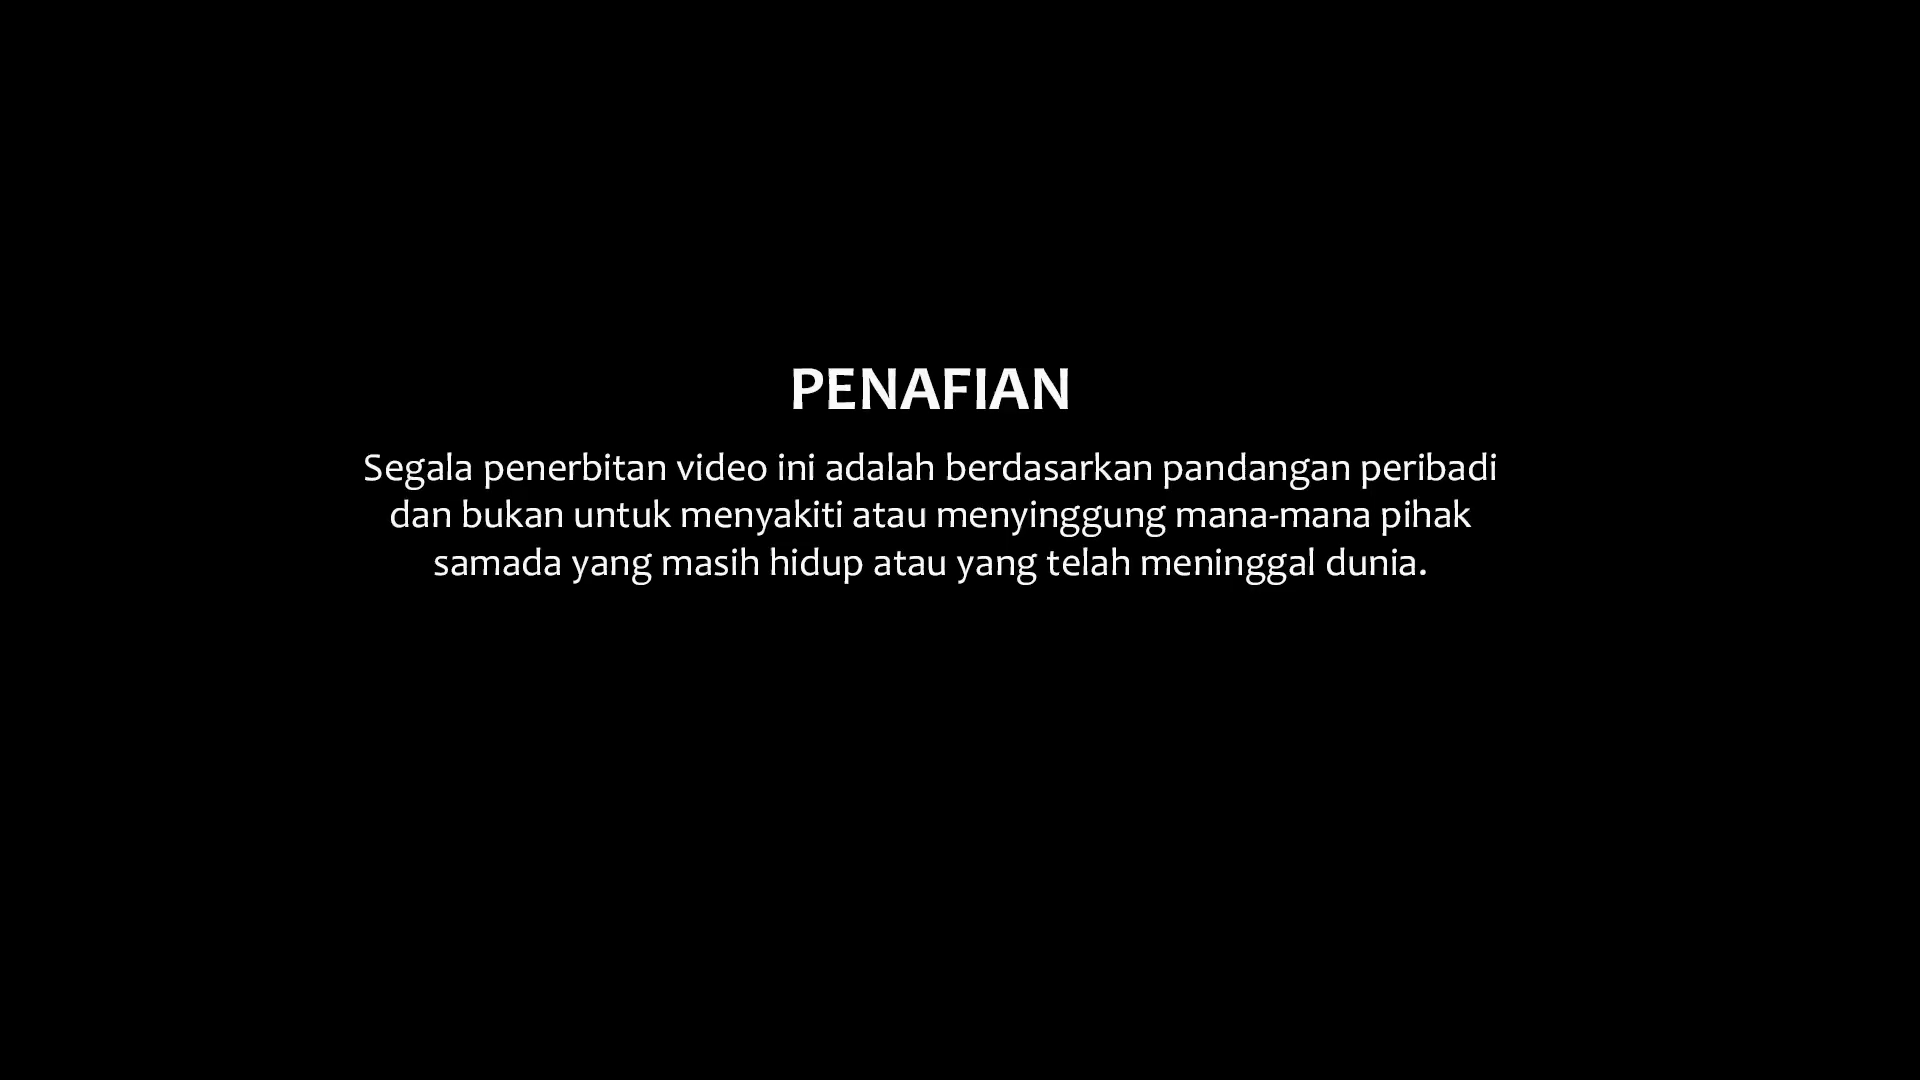 PENAFIAN
Segala penerbitan video ini adalah berdasarkan pandangan peribadi
dan bukan untuk menyakiti atau menyinggung mana-mana pihak
samada yang masih hidup atau yang telah meninggal dunia.